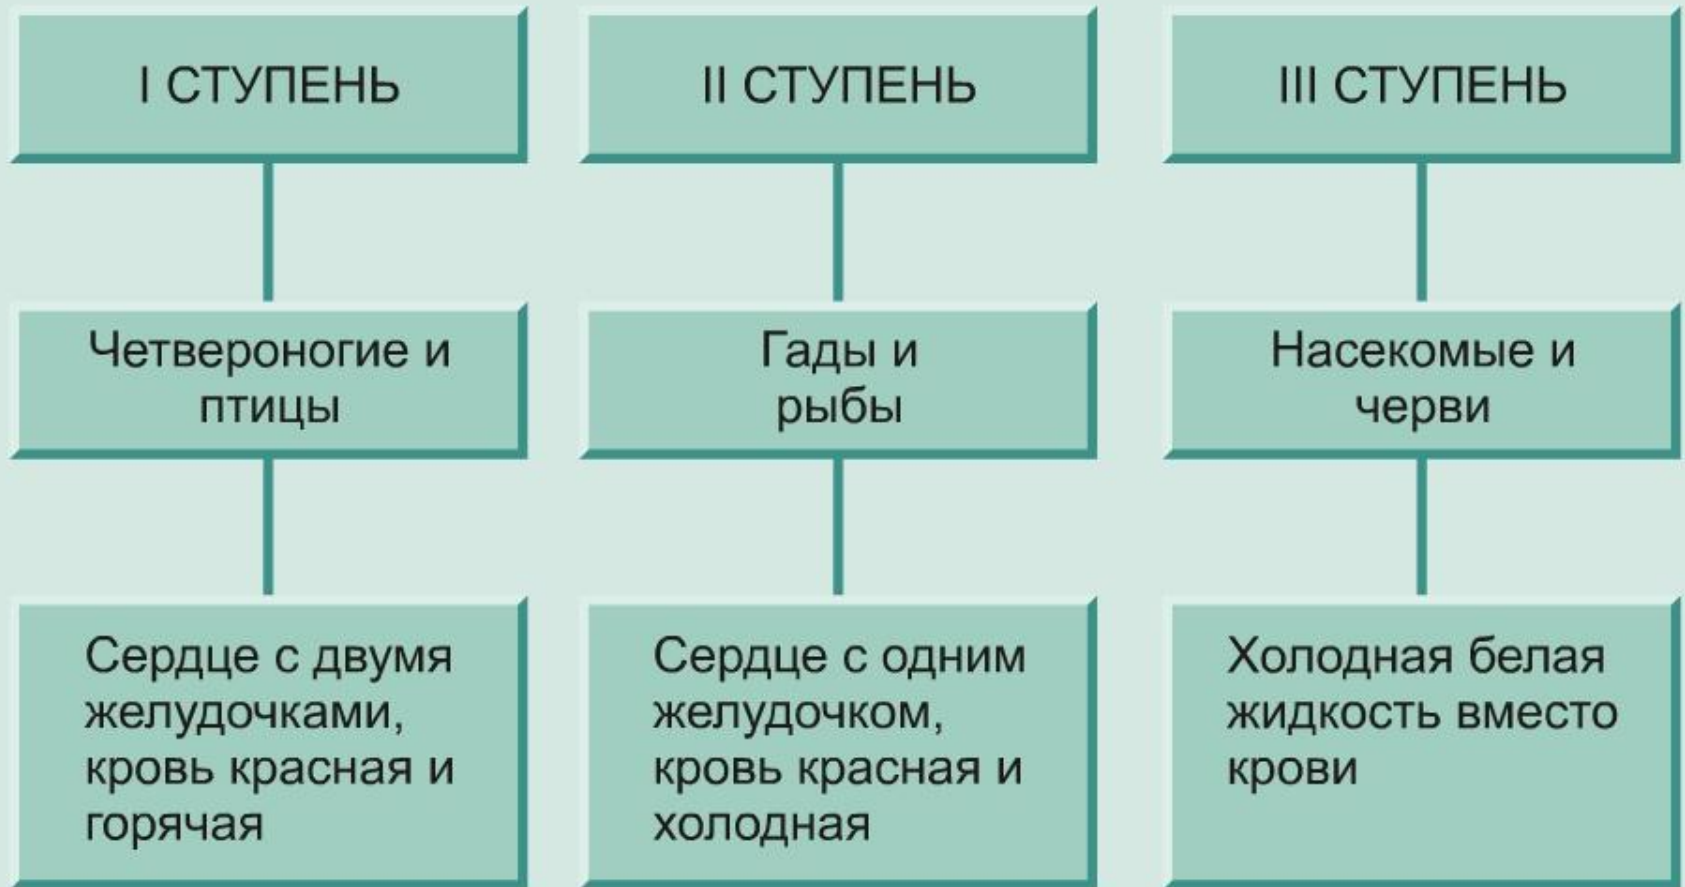 I СТУПЕНЬ
II СТУПЕНЬ
III СТУПЕНЬ
Четвероногие и
птицы
Гады и
рыбы
Насекомые и
черви
Сердце с двумя
желудочками,
кровь красная и
горячая
Сердце с одним
желудочком,
кровь красная и
холодная
Холодная белая
жидкость вместо
крови